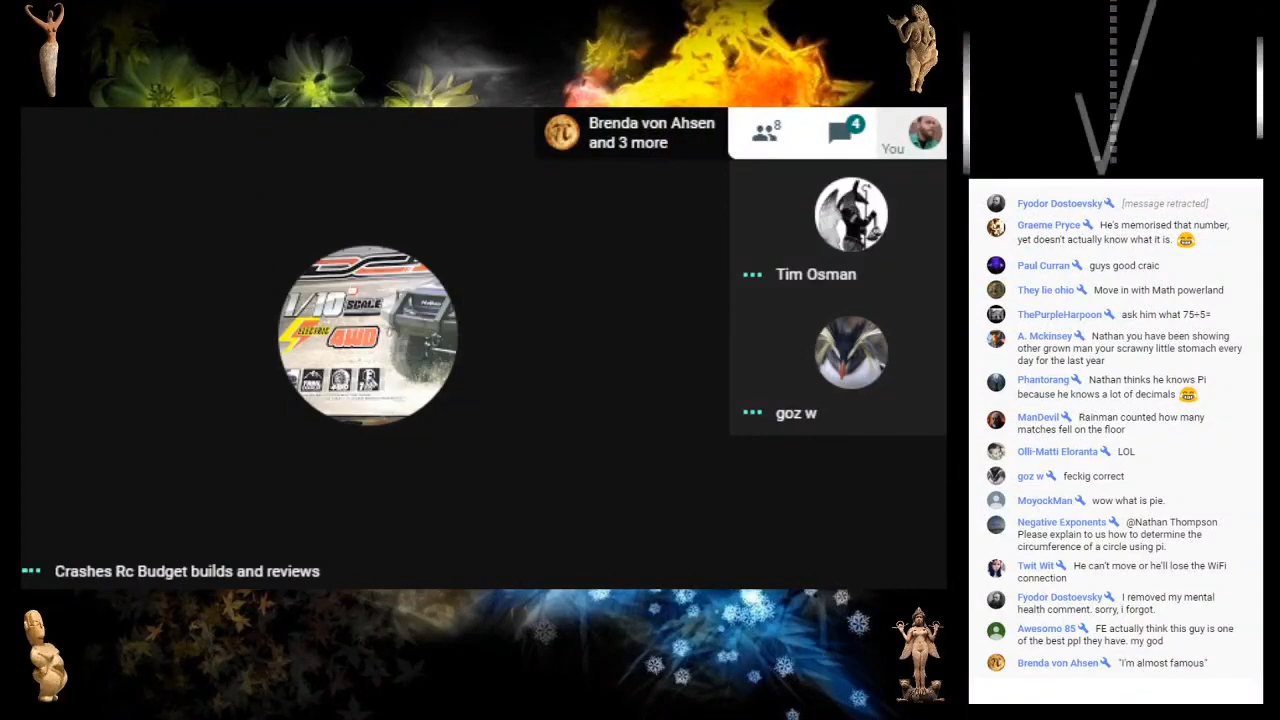 Brenda von Ahsen
and 3 more
8
4
You
1/10 SCALE
ELECTRIC
4WD
Tim Osman
goz w
Crashes Rc Budget builds and reviews
Fyodor Dostoevsky [message retracted]
Graeme Pryce He's memorised that number,
yet doesn't actually know what it is. 😂
Paul Curran guys good craic
They lie ohio Move in with Math powerland
ThePurpleHarpoon ask him what 75÷5=
A. Mckinsey Nathan you have been showing
other grown man your scrawny little stomach every
day for the last year
Phantorang Nathan thinks he knows Pi
because he knows a lot of decimals 😂
ManDevil Rainman counted how many
matches fell on the floor
Olli-Matti Eloranta LOL
goz w feckig correct
MoyockMan wow what is pie.
Negative Exponents @Nathan Thompson
Please explain to us how to determine the
circumference of a circle using pi.
Twit Wit He can't move or he'll lose the WiFi
connection
Fyodor Dostoevsky I removed my mental
health comment. sorry, i forgot.
Awesomo 85 FE actually think this guy is one
of the best ppl they have. my god
Brenda von Ahsen "I'm almost famous"